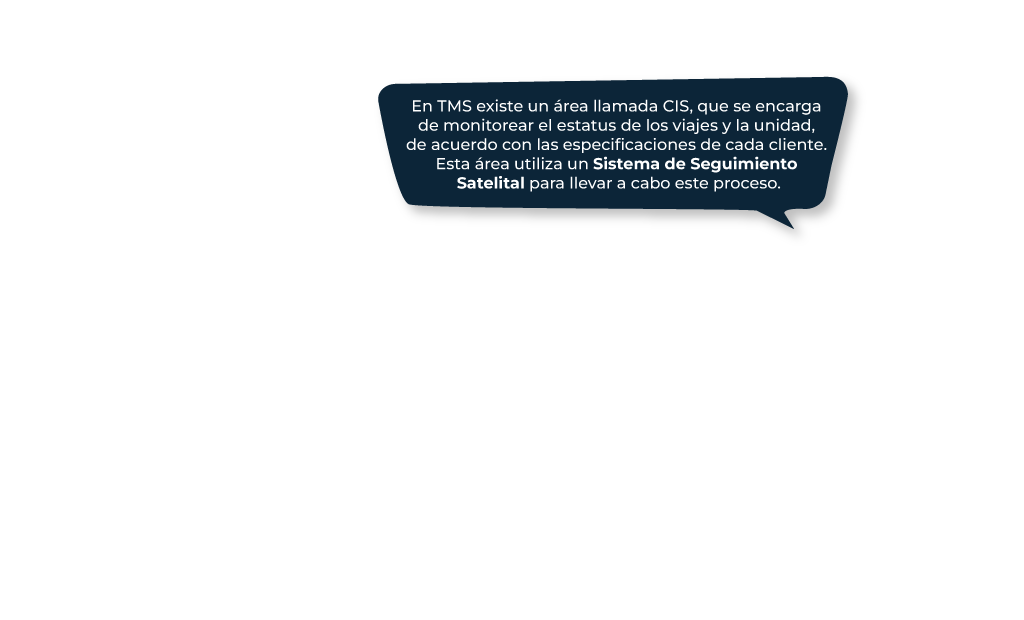 En TMS existe un área llamada CIS, que se encarga
de monitorear el estatus de los viajes y la unidad,
de acuerdo con las especificaciones de cada cliente.
Esta área utiliza un Sistema de Seguimiento
Satelital para llevar a cabo este proceso.